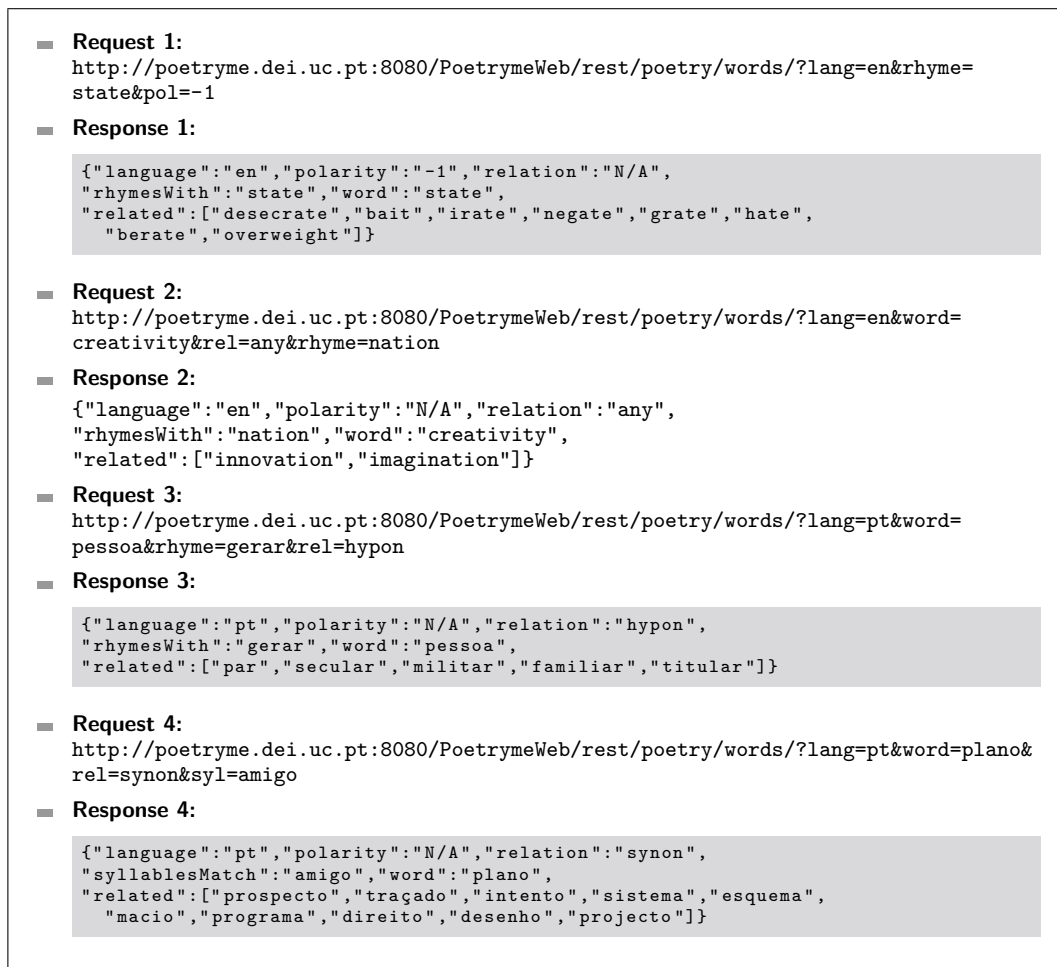 Request 1:
http://poetryme.dei.uc.pt:8080/PoetrymeWeb/rest/poetry/words/?lang=en&rhyme=
state&pol=-1
Response 1:
{"language":"en","polarity":"-1","relation":"N/A",
"rhymesWith":"state","word":"state",
"related":["desecrate","bait","irate","negate","grate","hate",
"berate","overweight"]}
Request 2:
http://poetryme.dei.uc.pt:8080/PoetrymeWeb/rest/poetry/words/?lang=en&word=
creativity&rel=any&rhyme=nation
Response 2:
{"language":"en","polarity":"N/A","relation":"any",
"rhymesWith":"nation","word":"creativity",
"related":["innovation","imagination"]}
Request 3:
http://poetryme.dei.uc.pt:8080/PoetrymeWeb/rest/poetry/words/?lang=pt&word=
pessoa&rhyme=gerar&rel=hypon
Response 3:
{"language":"pt","polarity":"N/A","relation":"hypon",
"rhymesWith":"gerar","word":"pessoa",
"related":["par","secular","militar","familiar","titular"]}
Request 4:
http://poetryme.dei.uc.pt:8080/PoetrymeWeb/rest/poetry/words/?lang=pt&word=plano&
rel=synon&syl=amigo
Response 4:
{"language":"pt","polarity":"N/A","relation":"synon",
"syllablesMatch":"amigo","word":"plano",
"related":["prospecto","traçado","intento","sistema","esquema",
"macio","programa","direito","desenho","projecto"]}